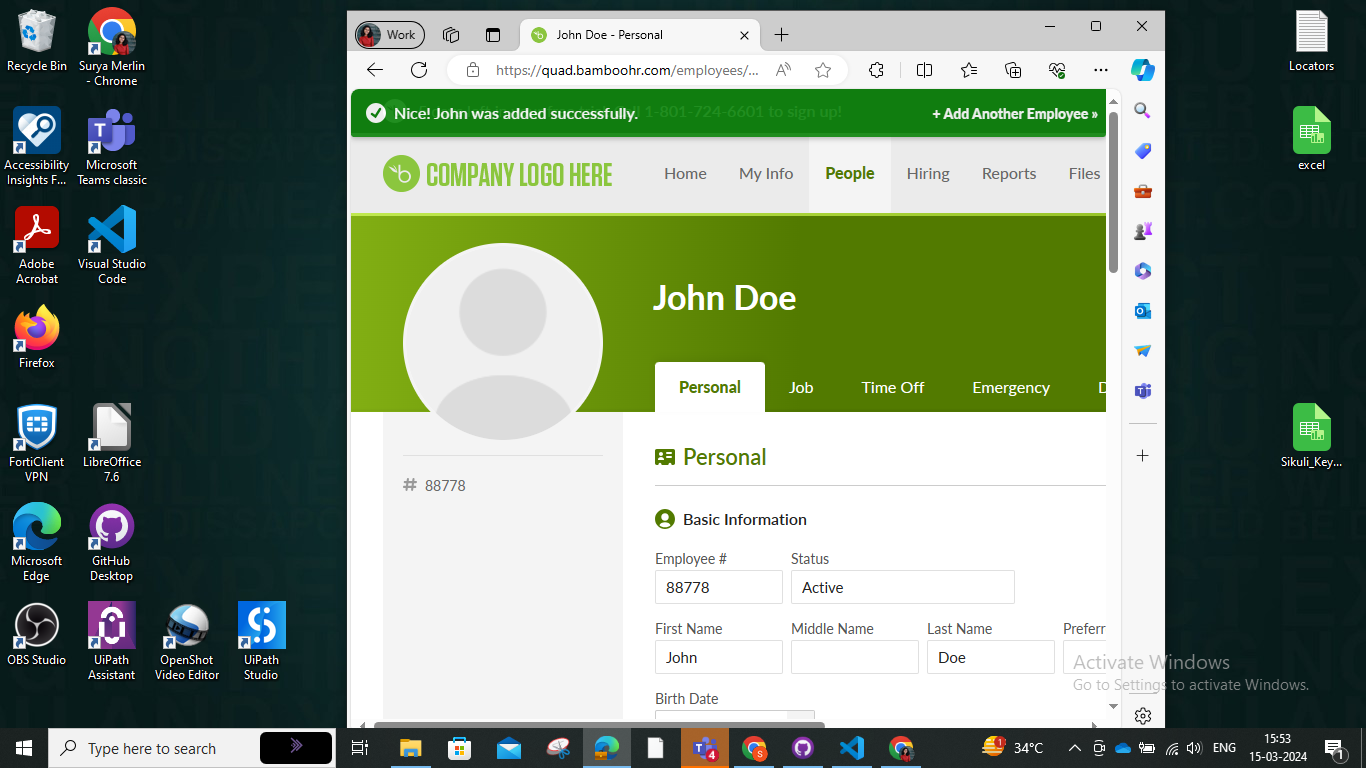 Recycle Bin
Surya Merlin
- Chrome
Accessibility
Insights F...
Microsoft
Teams classic
Adobe
Acrobat
Visual Studio
Code
Firefox
FortiClient
VPN
LibreOffice
7.6
Microsoft
Edge
GitHub
Desktop
OBS Studio
UiPath
Assistant
OpenShot
Video Editor
UiPath
Studio
Work
John Doe - Personal
https://quad.bamboohr.com/employees/...
Nice! John was added successfully.
1-801-724-6601 to sign up!
+ Add Another Employee »
COMPANY LOGO HERE
Home
My Info
People
Hiring
Reports
Files
John Doe
Personal
Job
Time Off
Emergency
D
# 88778
Personal
Basic Information
Employee #
Status
88778
Active
First Name
Middle Name
Last Name
Preferr
John
Doe
Birth Date
Locators
excel
Sikuli_Key...
Activate Windows
Go to Settings to activate Windows.
Type here to search
34°C
ENG
15:53
15-03-2024